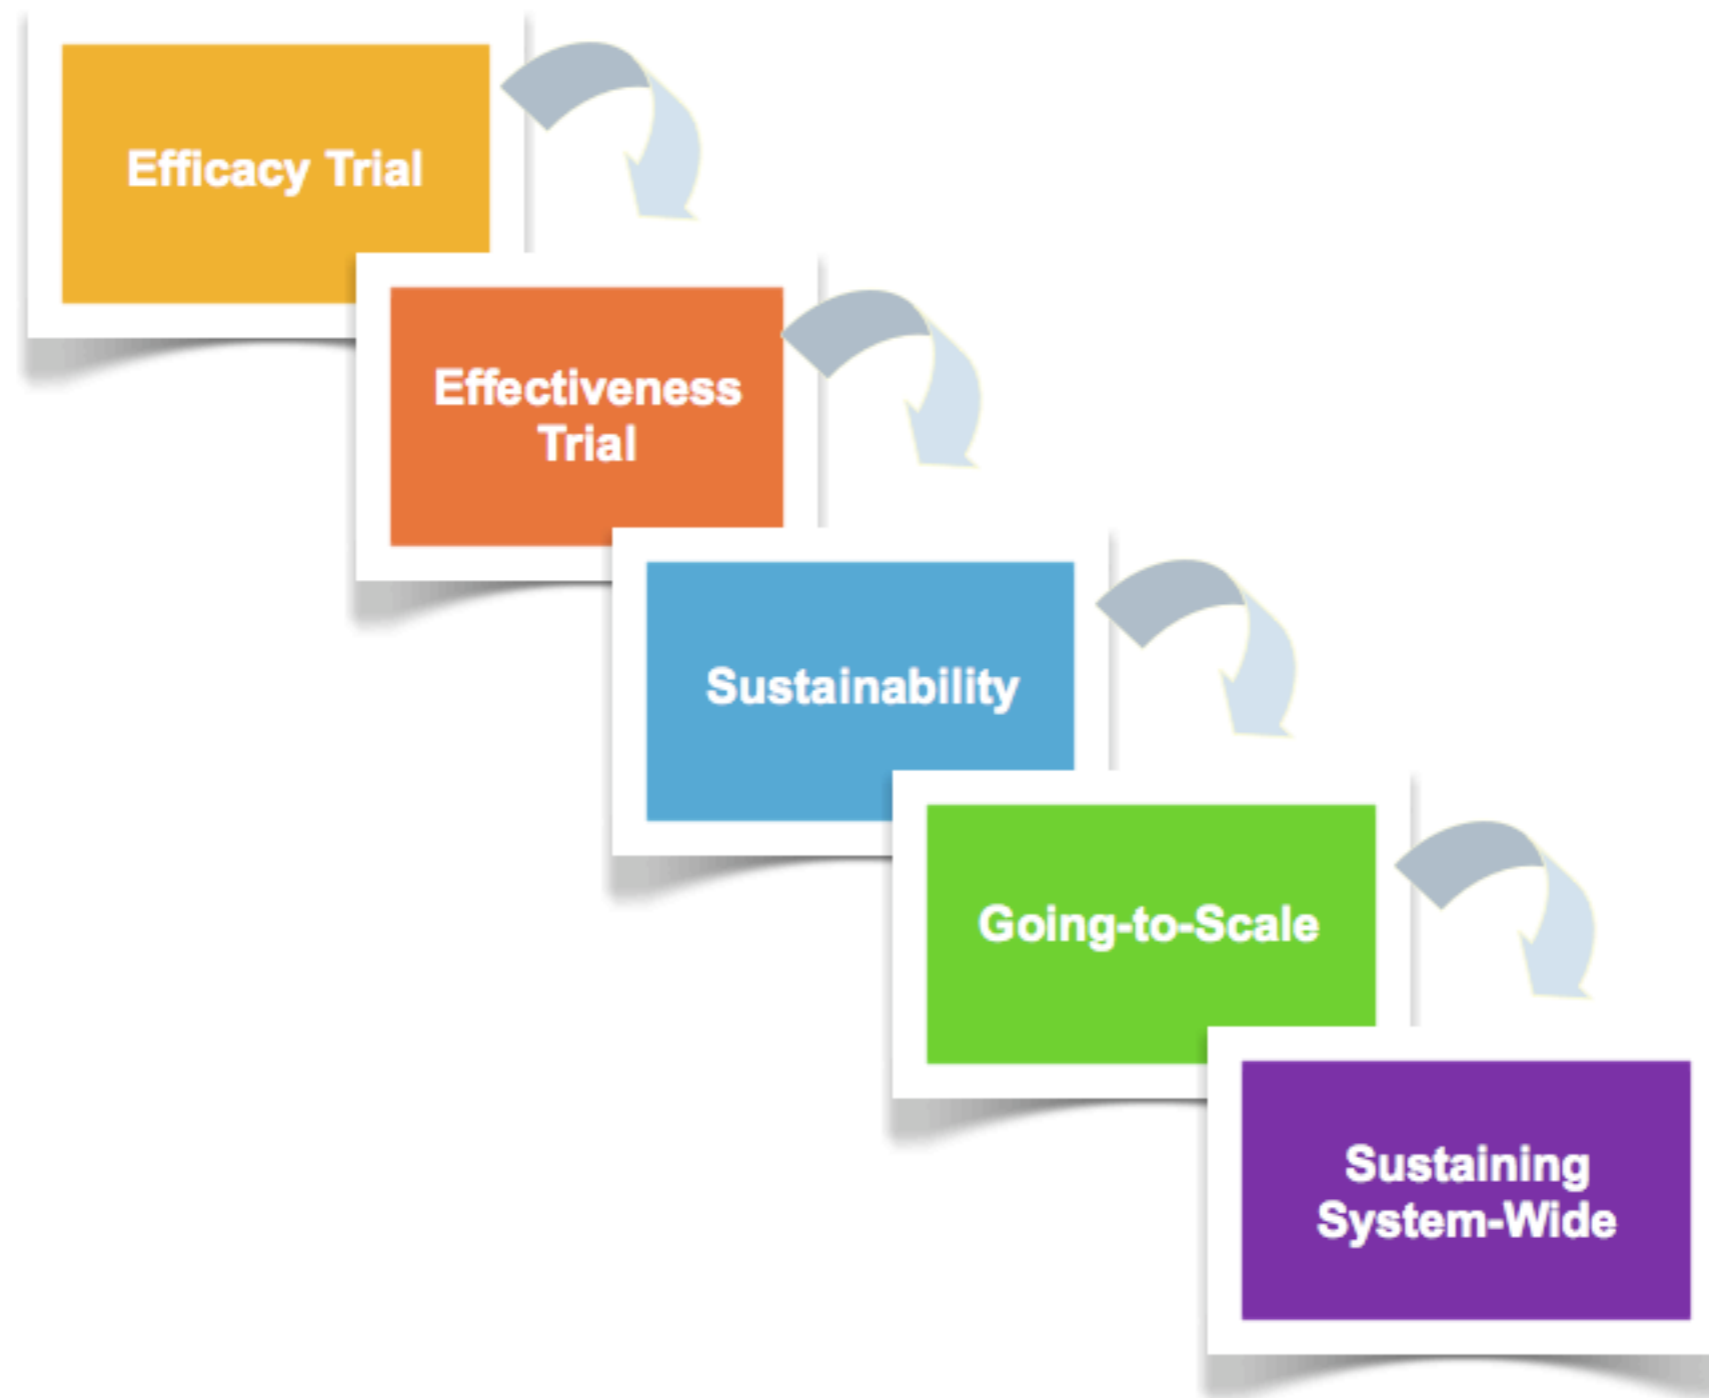 Efficacy Trial
Effectiveness
Trial
Sustainability
Going-to-Scale
Sustaining
System-Wide